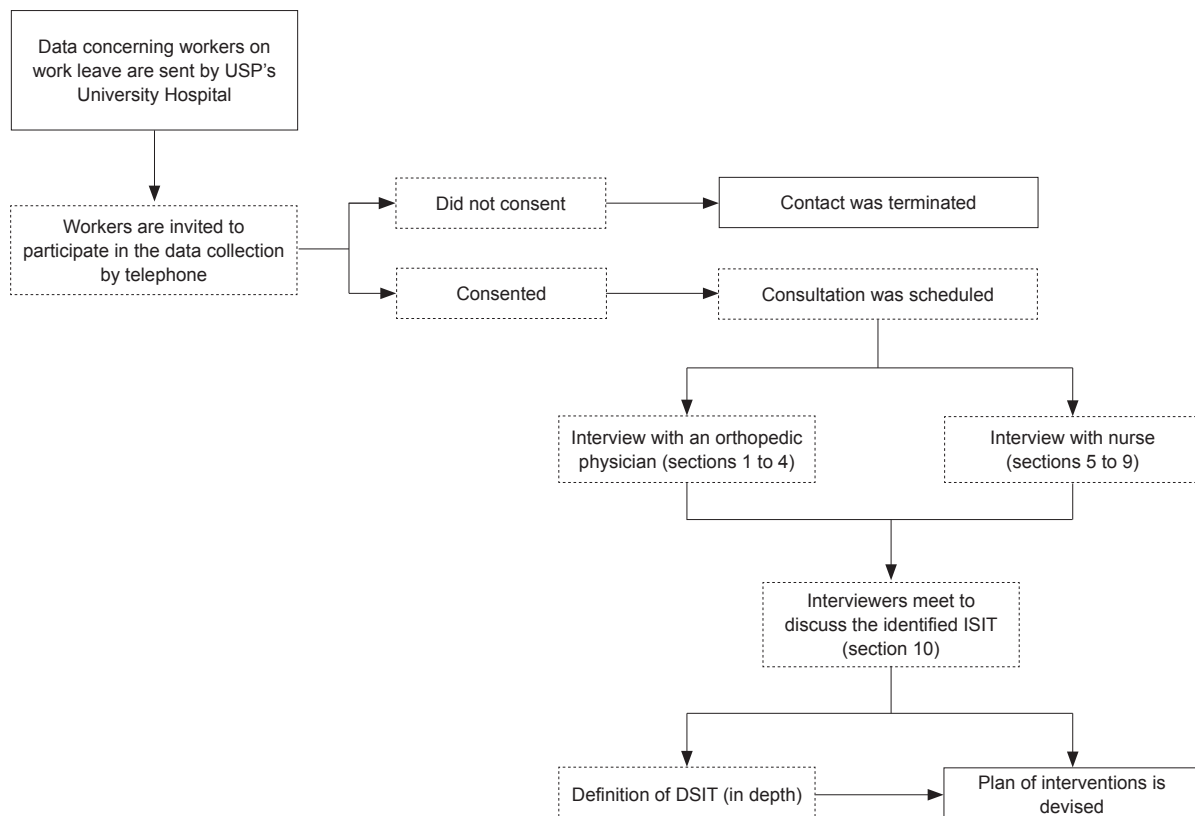 Data concerning workers on
work leave are sent by USP's
University Hospital
Workers are invited to
participate in the data collection
by telephone
Did not consent
Contact was terminated
Consented
Consultation was scheduled
Interview with an orthopedic
physician (sections 1 to 4)
Interview with nurse
(sections 5 to 9)
Interviewers meet to
discuss the identified ISIT
(section 10)
Definition of DSIT (in depth)
Plan of interventions is
devised